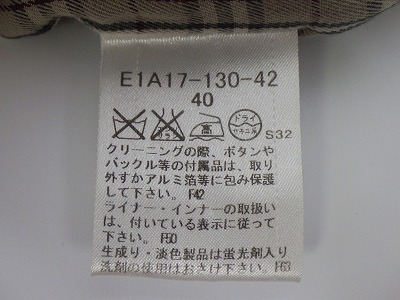 E1A17-130-42
40
高 ドライ セキユ系 S32
クリーニングの際、ボタンや
バックル等の付属品は、取り
外すかアルミ箔等に包み保護
して下さい。F42
ライナー・インナーの取扱い
は、付いている表示に従って
下さい。F50
生成り・淡色製品は蛍光剤入り
洗剤の使用はおさけ下さい。F63